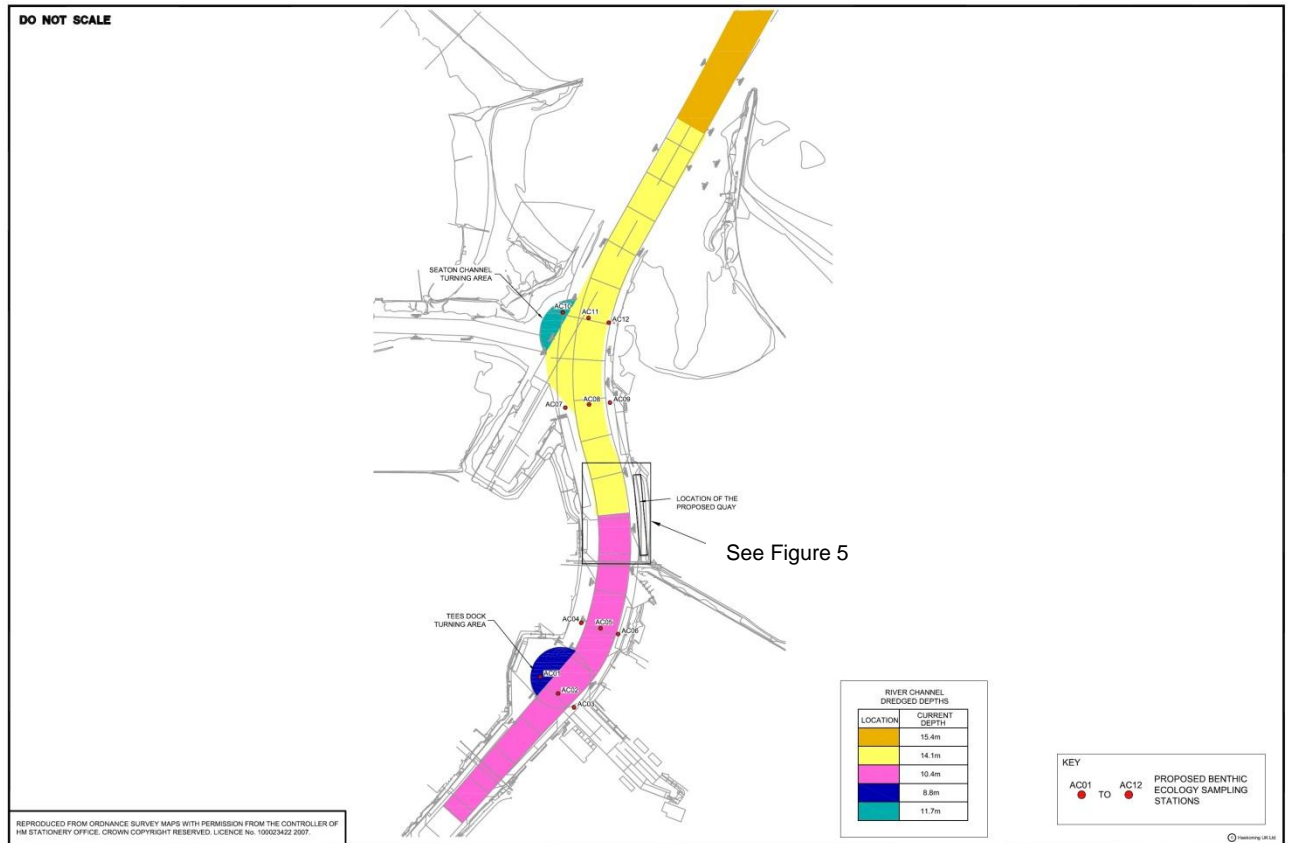 DO NOT SCALE
SEATON CHANNEL
TURNING AREA
AC10
AC11
AC12
AC07
AC08
AC09
LOCATION OF THE
PROPOSED QUAY
See Figure 5
TEES DOCK
TURNING AREA
AC04
AC05
AC06
AC01
AC02
AC03
RIVER CHANNEL
DREDGED DEPTHS
LOCATION
CURRENT
DEPTH
15.4m
14.1m
10.4m
8.8m
11.7m
KEY
AC01 TO AC12
PROPOSED BENTHIC
ECOLOGY SAMPLING
STATIONS
REPRODUCED FROM ORDNANCE SURVEY MAPS WITH PERMISSION FROM THE CONTROLLER OF
HM STATIONERY OFFICE. CROWN COPYRIGHT RESERVED. LICENCE No. 100023422 2007.
© Haskoning UK Ltd